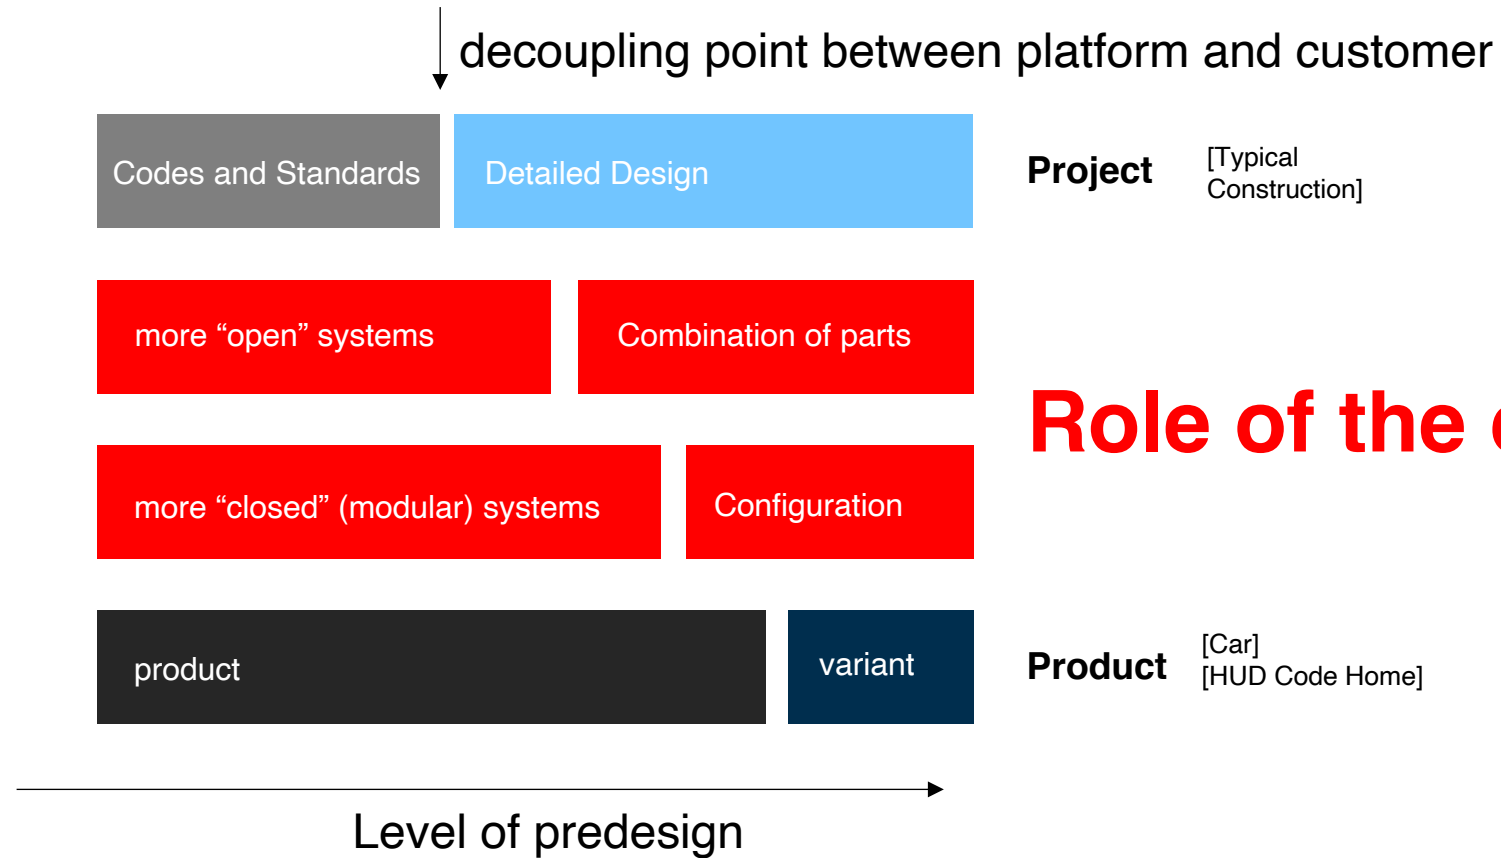 decoupling point between platform and customer
Codes and Standards
Detailed Design
Project
[Typical
Construction]
more “open” systems
Combination of parts
Role of the
more “closed” (modular) systems
Configuration
product
variant
Product
[Car]
[HUD Code Home]
Level of predesign